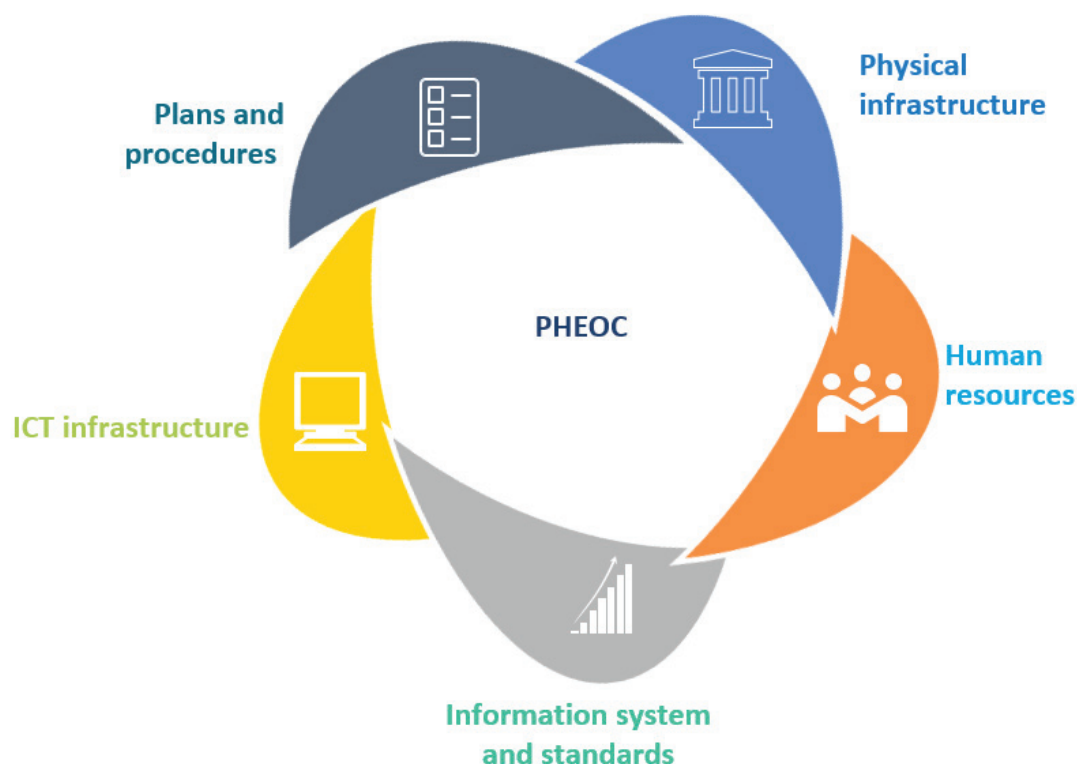 Physical
infrastructure
Plans and
procedures
PHEOC
Human
resources
ICT infrastructure
Information system
and standards